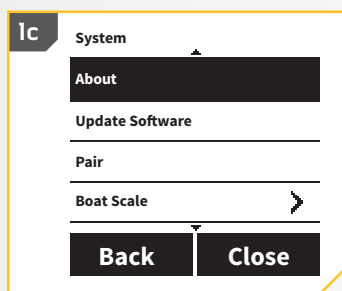 1c
System
About
Update Software
Pair
Boat Scale
Back Close